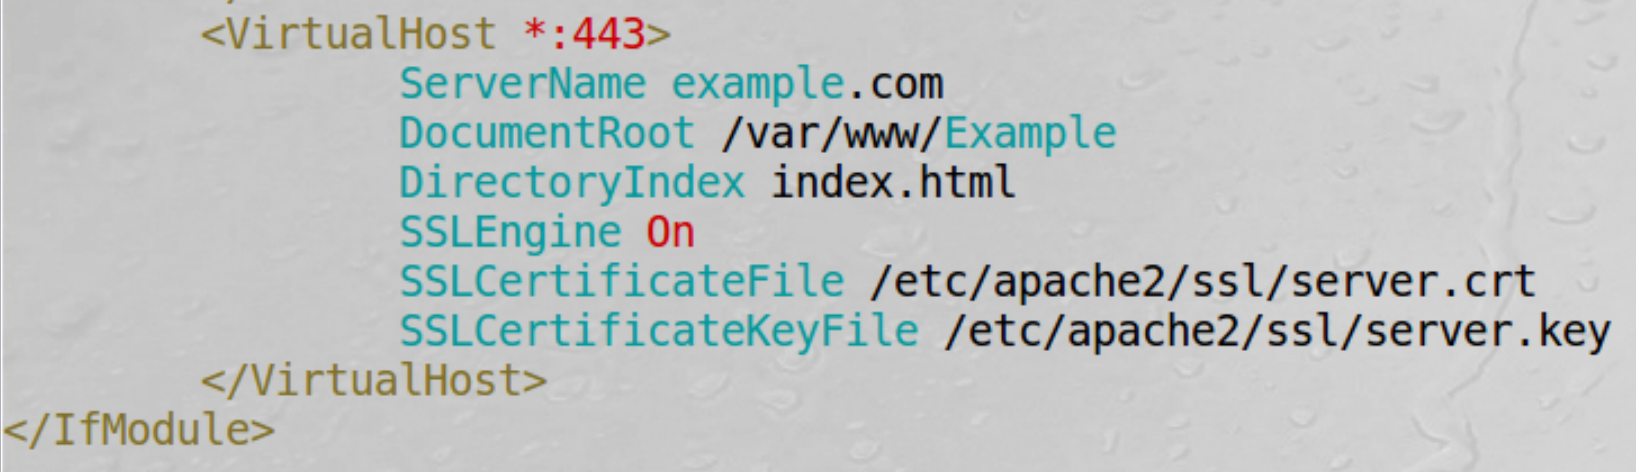 <VirtualHost *:443>
ServerName example.com
DocumentRoot /var/www/Example
DirectoryIndex index.html
SSLEngine On
SSLCertificateFile /etc/apache2/ssl/server.crt
SSLCertificateKeyFile /etc/apache2/ssl/server.key
</VirtualHost>
</IfModule>